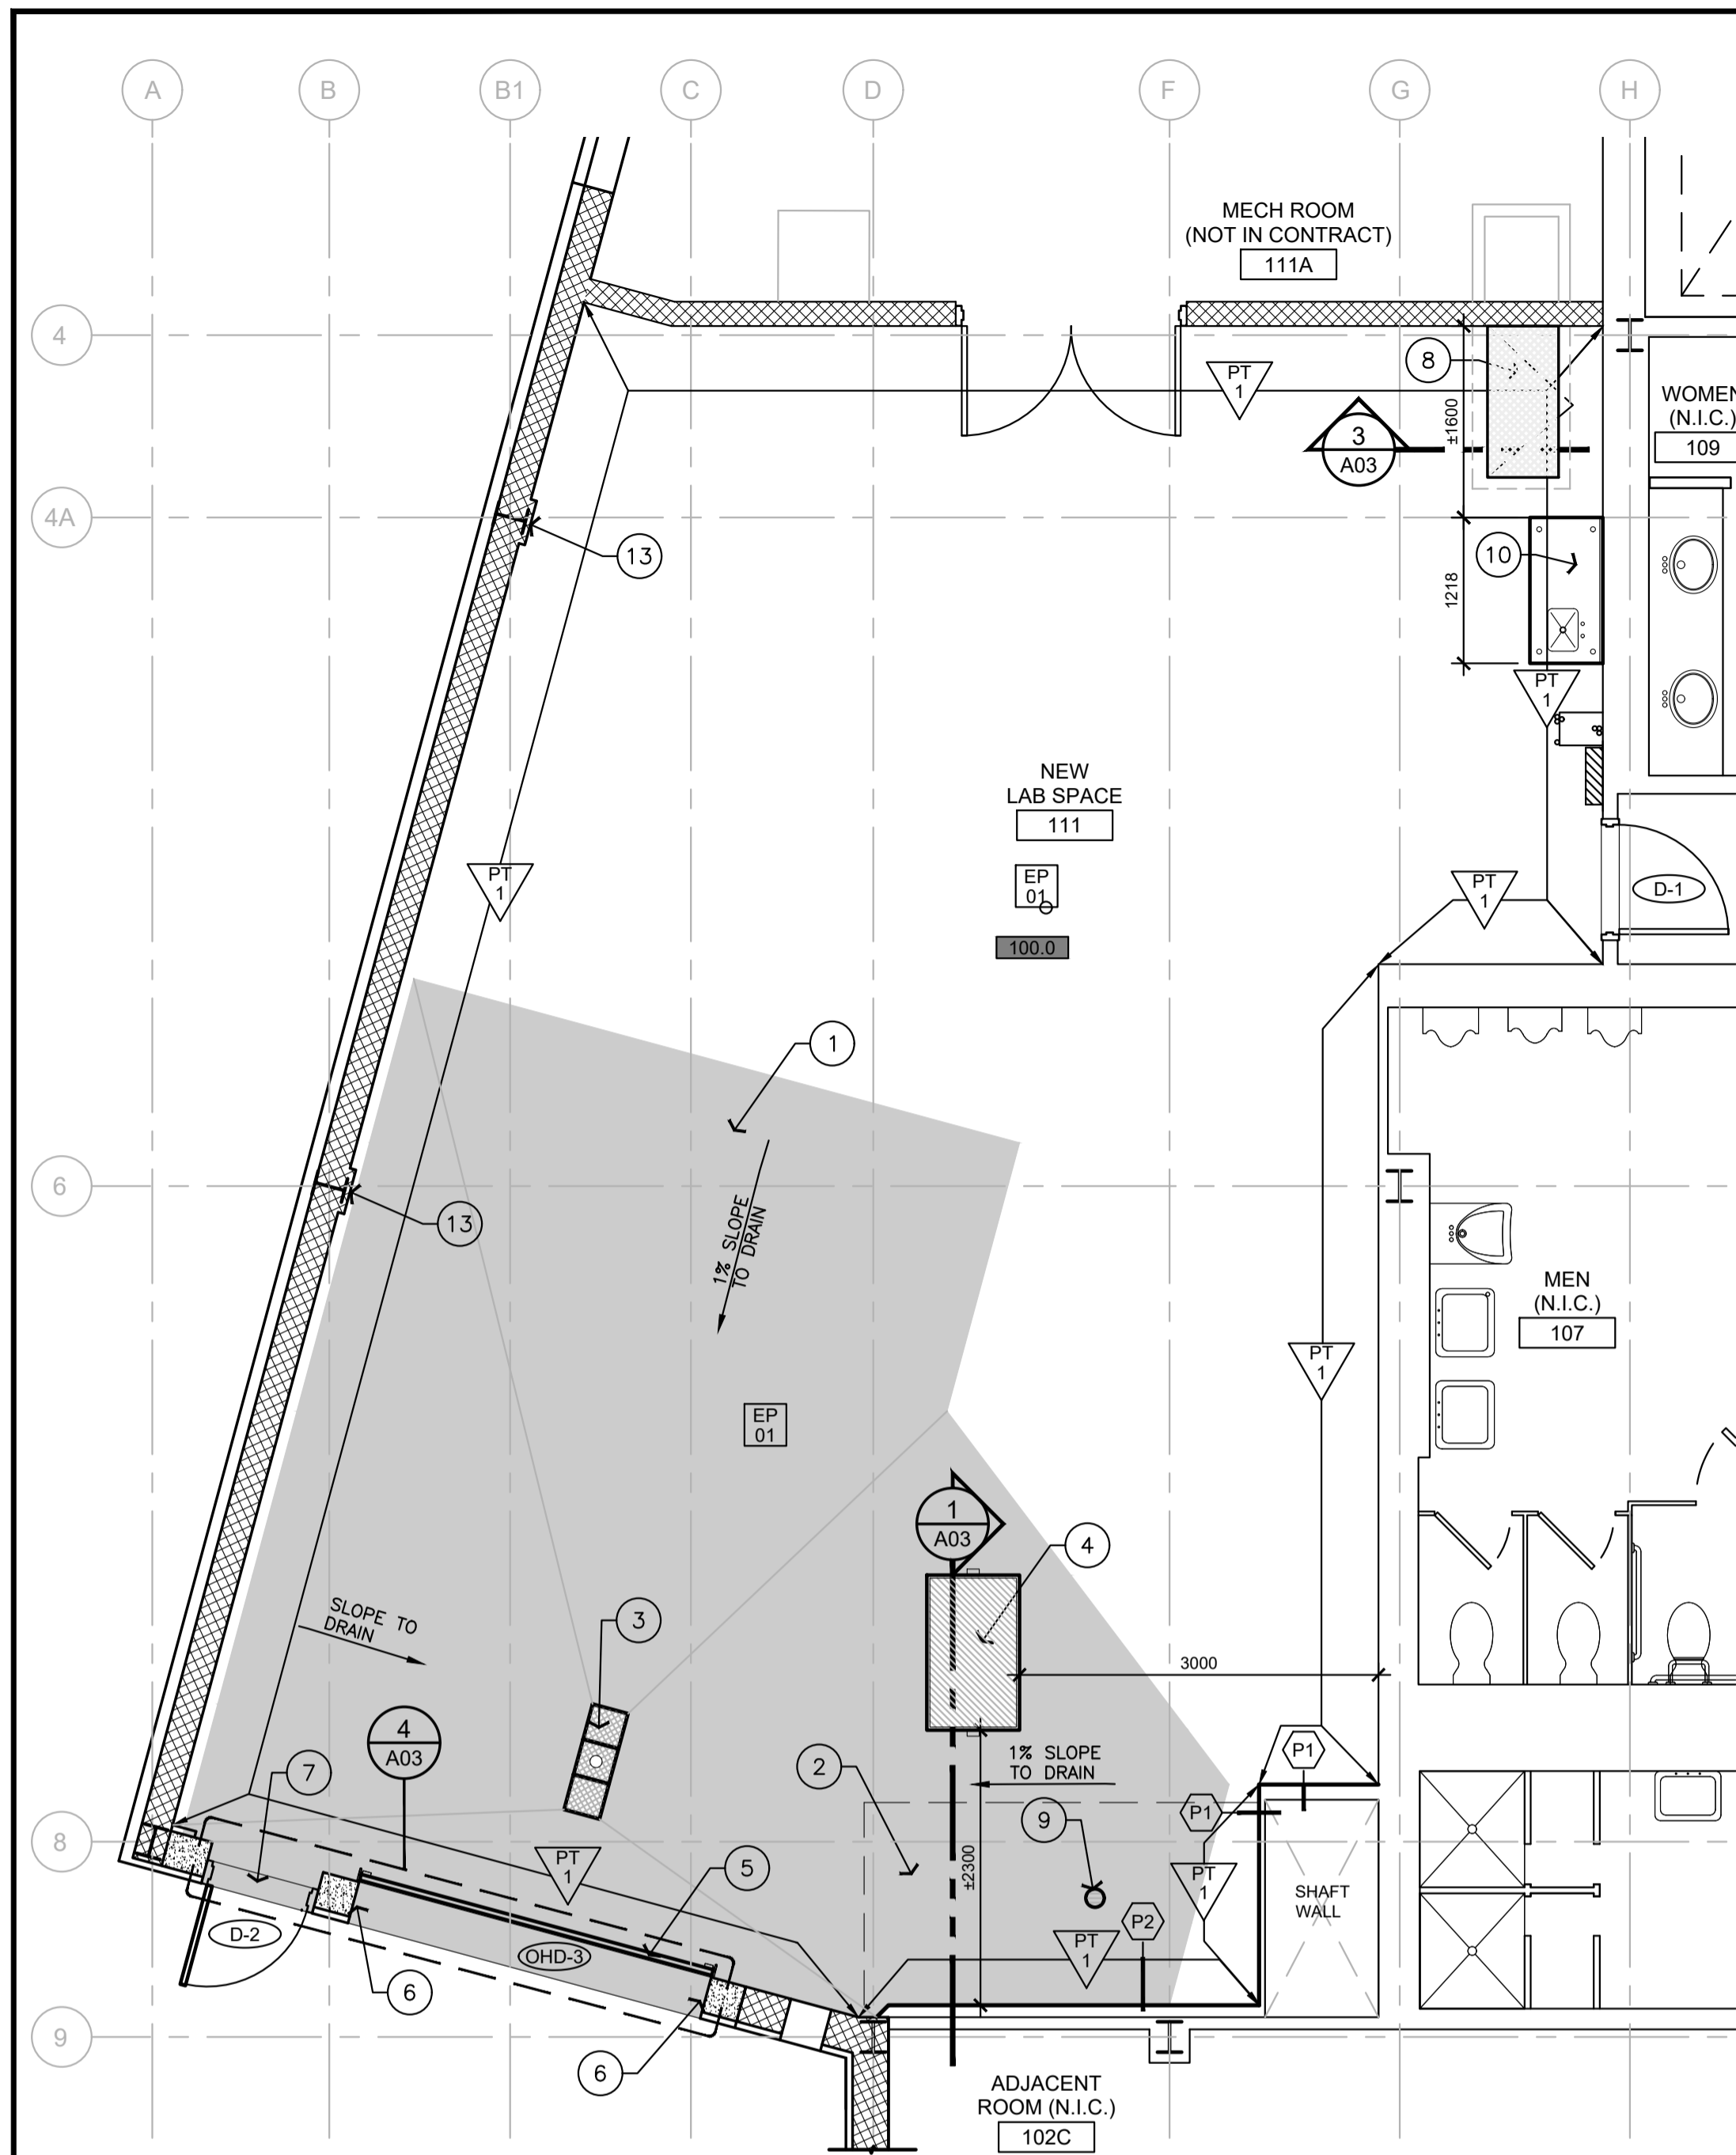 A
B
B1
C
D
F
G
H
MECH ROOM
(NOT IN CONTRACT)
111A
4
8
PT
1
WOMEN
(N.I.C.)
109
±1600
3
A03
4A
13
10
1218
PT
1
NEW
LAB SPACE
111
PT
1
EP
01
PT
1
D-1
100.0
1
6
13
1% SLOPE
TO DRAIN
MEN
(N.I.C.)
107
PT
1
EP
01
1
A03
4
SLOPE TO
DRAIN
3
3000
4
A03
7
2
1% SLOPE
TO DRAIN
P1
P1
9
8
PT
1
5
±2300
PT
1
SHAFT
WALL
P2
D-2
OHD-3
PT
1
6
9
6
ADJACENT
ROOM (N.I.C.)
102C